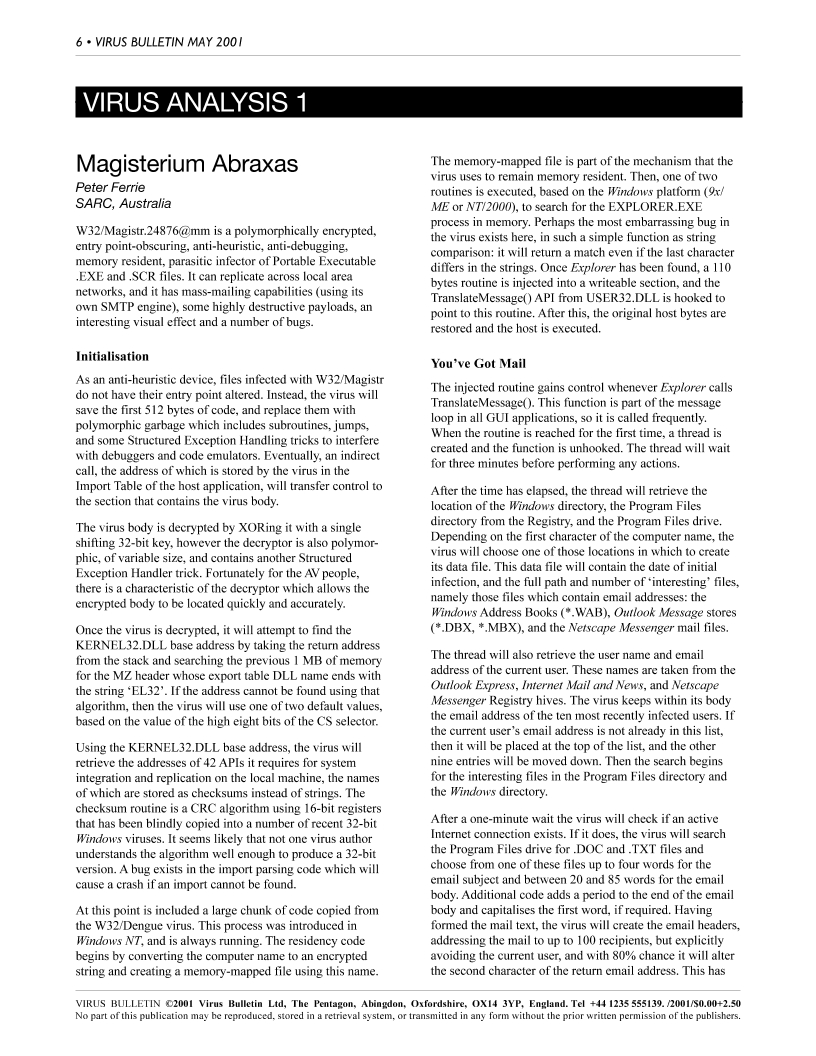 6 • VIRUS BULLETIN MAY 2001
VIRUS ANALYSIS 1
Magisterium Abraxas
Peter Ferrie
SARC, Australia
W32/Magistr.24876@mm is a polymorphically encrypted,
entry point-obscuring, anti-heuristic, anti-debugging,
memory resident, parasitic infector of Portable Executable
.EXE and .SCR files. It can replicate across local area
networks, and it has mass-mailing capabilities (using its
own SMTP engine), some highly destructive payloads, an
interesting visual effect and a number of bugs.
Initialisation
As an anti-heuristic device, files infected with W32/Magistr
do not have their entry point altered. Instead, the virus will
save the first 512 bytes of code, and replace them with
polymorphic garbage which includes subroutines, jumps,
and some Structured Exception Handling tricks to interfere
with debuggers and code emulators. Eventually, an indirect
call, the address of which is stored by the virus in the
Import Table of the host application, will transfer control to
the section that contains the virus body.
The virus body is decrypted by XORing it with a single
shifting 32-bit key, however the decryptor is also polymor-
phic, of variable size, and contains another Structured
Exception Handler trick. Fortunately for the AV people,
there is a characteristic of the decryptor which allows the
encrypted body to be located quickly and accurately.
Once the virus is decrypted, it will attempt to find the
KERNEL32.DLL base address by taking the return address
from the stack and searching the previous 1 MB of memory
for the MZ header whose export table DLL name ends with
the string ‘EL32’. If the address cannot be found using that
algorithm, then the virus will use one of two default values,
based on the value of the high eight bits of the CS selector.
Using the KERNEL32.DLL base address, the virus will
retrieve the addresses of 42 APIs it requires for system
integration and replication on the local machine, the names
of which are stored as checksums instead of strings. The
checksum routine is a CRC algorithm using 16-bit registers
that has been blindly copied into a number of recent 32-bit
Windows viruses. It seems likely that not one virus author
understands the algorithm well enough to produce a 32-bit
version. A bug exists in the import parsing code which will
cause a crash if an import cannot be found.
At this point is included a large chunk of code copied from
the W32/Dengue virus. This process was introduced in
Windows NT, and is always running. The residency code
begins by converting the computer name to an encrypted
string and creating a memory-mapped file using this name.
The memory-mapped file is part of the mechanism that the
virus uses to remain memory resident. Then, one of two
routines is executed, based on the Windows platform (9x/
ME or NT/2000), to search for the EXPLORER.EXE
process in memory. Perhaps the most embarrassing bug in
the virus exists here, in such a simple function as string
comparison: it will return a match even if the last character
differs in the strings. Once Explorer has been found, a 110
bytes routine is injected into a writeable section, and the
TranslateMessage() API from USER32.DLL is hooked to
point to this routine. After this, the original host bytes are
restored and the host is executed.
You’ve Got Mail
The injected routine gains control whenever Explorer calls
TranslateMessage(). This function is part of the message
loop in all GUI applications, so it is called frequently.
When the routine is reached for the first time, a thread is
created and the function is unhooked. The thread will wait
for three minutes before performing any actions.
After the time has elapsed, the thread will retrieve the
location of the Windows directory, the Program Files
directory from the Registry, and the Program Files drive.
Depending on the first character of the computer name, the
virus will choose one of those locations in which to create
its data file. This data file will contain the date of initial
infection, and the full path and number of ‘interesting’ files,
namely those files which contain email addresses: the
Windows Address Books (*.WAB), Outlook Message stores
(*.DBX, *.MBX), and the Netscape Messenger mail files.
The thread will also retrieve the user name and email
address of the current user. These names are taken from the
Outlook Express, Internet Mail and News, and Netscape
Messenger Registry hives. The virus keeps within its body
the email address of the ten most recently infected users. If
the current user’s email address is not already in this list,
then it will be placed at the top of the list, and the other
nine entries will be moved down. Then the search begins
for the interesting files in the Program Files directory and
the Windows directory.
After a one-minute wait the virus will check if an active
Internet connection exists. If it does, the virus will search
the Program Files drive for .DOC and .TXT files and
choose from one of these files up to four words for the
email subject and between 20 and 85 words for the email
body. Additional code adds a period to the end of the email
body and capitalises the first word, if required. Having
formed the mail text, the virus will create the email headers,
addressing the mail to up to 100 recipients, but explicitly
avoiding the current user, and with 80% chance it will alter
the second character of the return email address. This has
VIRUS BULLETIN ©2001 Virus Bulletin Ltd, The Pentagon, Abingdon, Oxfordshire, OX14 3YP, England. Tel +44 1235 555139. /2001/$0.00+2.50
No part of this publication may be reproduced, stored in a retrieval system, or transmitted in any form without the prior written permission of the publishers.